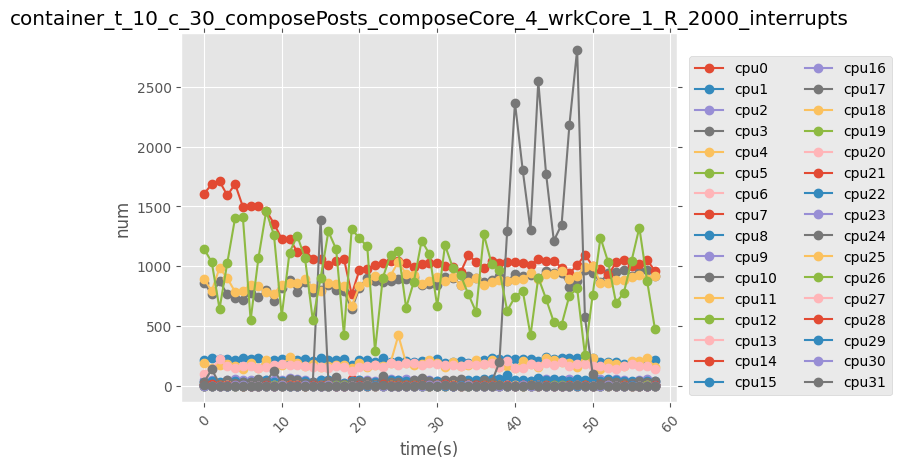 container_t_10_c_30_composePosts_composeCore_4_wrkCore_1_R_2000_interrupts
num
2500
2000
1500
1000
500
0
0 10 20 30 40 50 60
time(s)
cpu0 cpu16
cpu1 cpu17
cpu2 cpu18
cpu3 cpu19
cpu4 cpu20
cpu5 cpu21
cpu6 cpu22
cpu7 cpu23
cpu8 cpu24
cpu9 cpu25
cpu10 cpu26
cpu11 cpu27
cpu12 cpu28
cpu13 cpu29
cpu14 cpu30
cpu15 cpu31